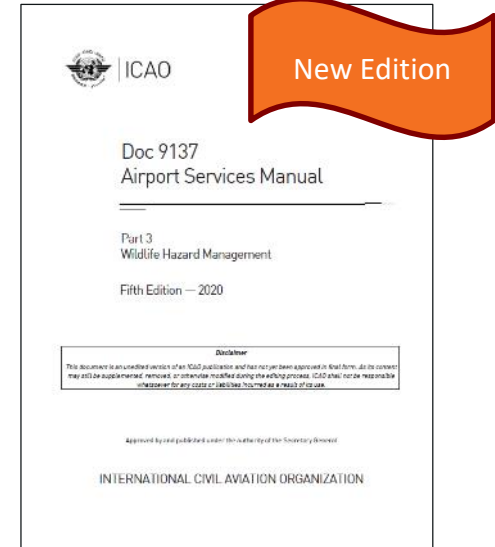 ICAO
New Edition
Doc 9137
Airport Services Manual
Part 3
Wildlife Hazard Management
Fifth Edition — 2020
Disclaimer
This document is an unedited version of an ICAO publication and has not yet been approved in final form. As its content
may still be supplemented, removed, or otherwise modified during the editing process, ICAO shall not be responsible
whatsoever for any costs or liabilities incurred as a result of its use.
Approved by and published under the authority of the Secretary General
INTERNATIONAL CIVIL AVIATION ORGANIZATION